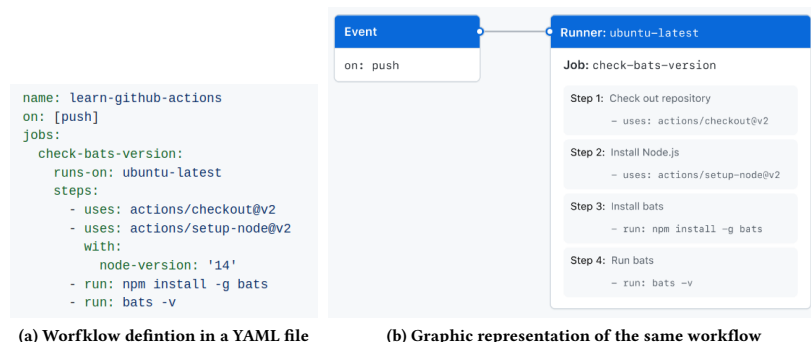 name: learn-github-actions
on: [push]
jobs:
check-bats-version:
runs-on: ubuntu-latest
steps:
- uses: actions/checkout@v2
- uses: actions/setup-node@v2
with:
node-version: '14'
- run: npm install -g bats
- run: bats -v
(a) Worfklow defintion in a YAML file
Event
on: push
Runner: ubuntu-latest
Job: check-bats-version
Step 1: Check out repository
- uses: actions/checkout@v2
Step 2: Install Node.js
- uses: actions/setup-node@v2
Step 3: Install bats
- run: npm install -g bats
Step 4: Run bats
- run: bats -v
(b) Graphic representation of the same workflow